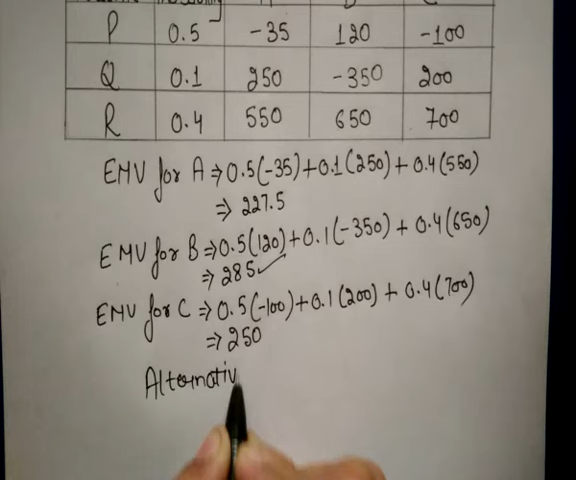 P 0.5 -35 120 -100
Q 0.1 250 -350 200
R 0.4 550 650 700
EMV for A ⇒ 0.5(-35)+0.1(250)+0.4(550)
⇒ 227.5
EMV for B ⇒ 0.5(120)+0.1(-350)+0.4(650)
⇒ 285 ✓
EMV for C ⇒ 0.5(-100)+0.1(200)+0.4(700)
⇒ 250
Alternativ